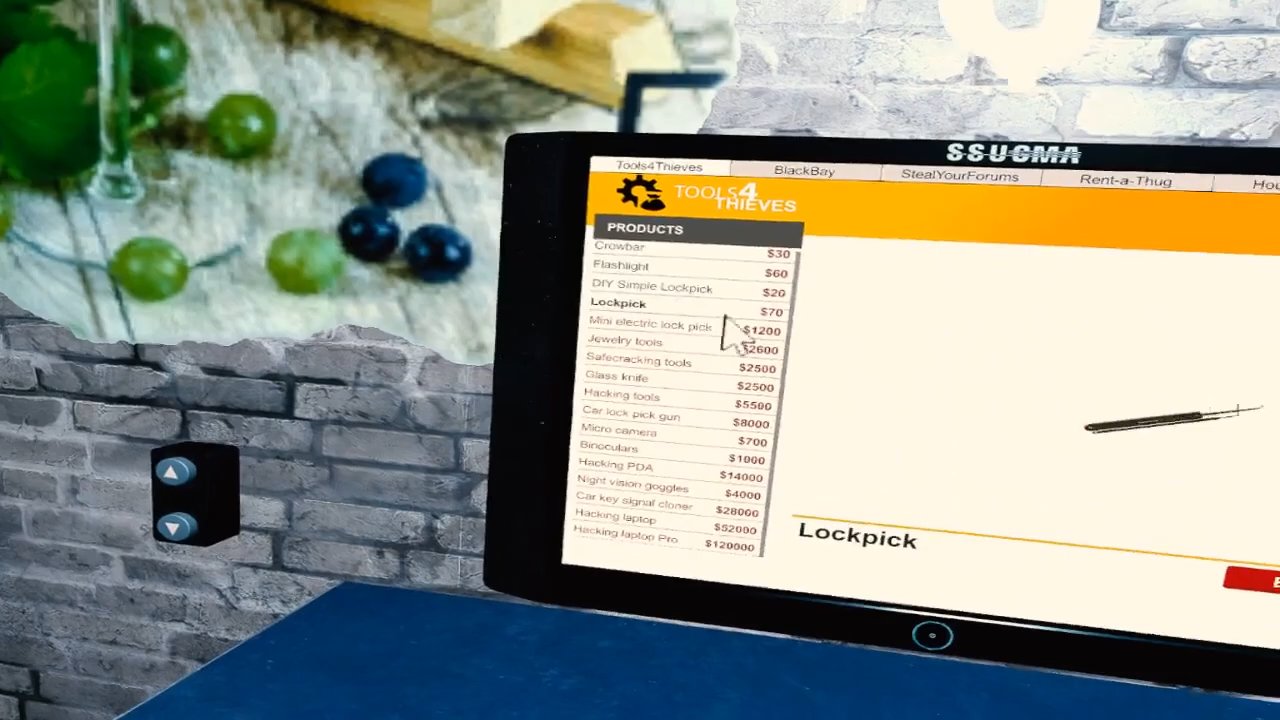 SSUGMA
Tools4Thieves
BlackBay
StealYourForums
Rent-a-Thug
TOOLS4
THIEVES
PRODUCTS
Crowbar $30
Flashlight $60
DIY Simple Lockpick $20
Lockpick $70
Mini electric lock pick $1200
Jewelry tools $2600
Safecracking tools $2500
Glass knife $2500
Hacking tools $5500
Car lock pick gun $8000
Micro camera $700
Binoculars $1000
Hacking PDA $14000
Night vision goggles $4000
Car key signal cloner $28000
Hacking laptop $52000
Hacking laptop Pro $120000
Lockpick